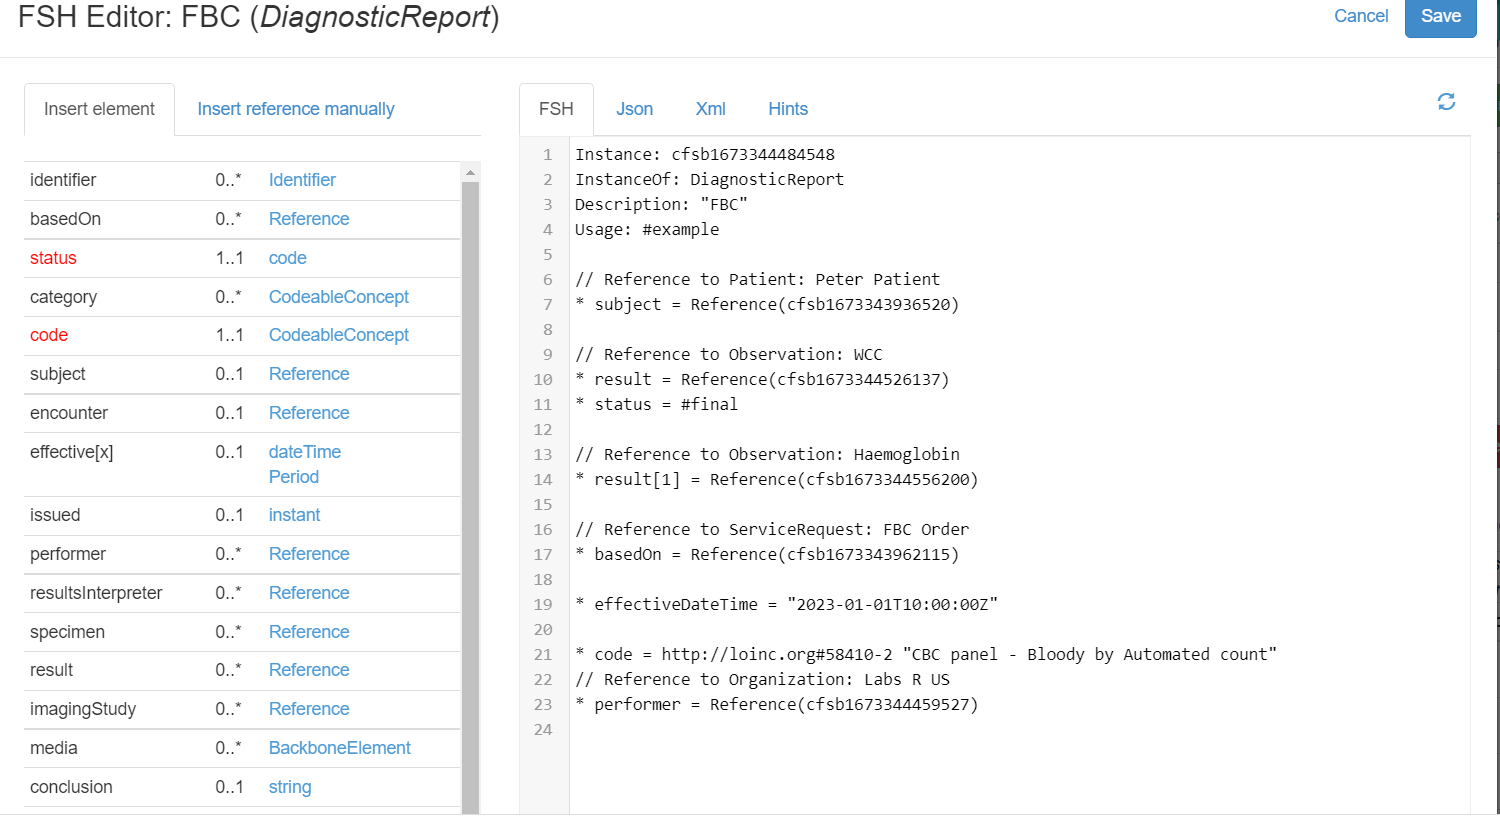 FSH Editor: FBC (DiagnosticReport)
Cancel
Save
Insert element
Insert reference manually
identifier 0..* Identifier
basedOn 0..* Reference
status 1..1 code
category 0..* CodeableConcept
code 1..1 CodeableConcept
subject 0..1 Reference
encounter 0..1 Reference
effective[x] 0..1 dateTime
Period
issued 0..1 instant
performer 0..* Reference
resultsInterpreter 0..* Reference
specimen 0..* Reference
result 0..* Reference
imagingStudy 0..* Reference
media 0..* BackboneElement
conclusion 0..1 string
FSH
Json
Xml
Hints
1 Instance: cfsb1673344484548
2 InstanceOf: DiagnosticReport
3 Description: "FBC"
4 Usage: #example
5
6 // Reference to Patient: Peter Patient
7 * subject = Reference(cfsb1673343936520)
8
9 // Reference to Observation: WCC
10 * result = Reference(cfsb1673344526137)
11 * status = #final
12
13 // Reference to Observation: Haemoglobin
14 * result[1] = Reference(cfsb1673344556200)
15
16 // Reference to ServiceRequest: FBC Order
17 * basedOn = Reference(cfsb1673343962115)
18
19 * effectiveDateTime = "2023-01-01T10:00:00Z"
20
21 * code = http://loinc.org#58410-2 "CBC panel - Bloody by Automated count"
22 // Reference to Organization: Labs R US
23 * performer = Reference(cfsb1673344459527)
24